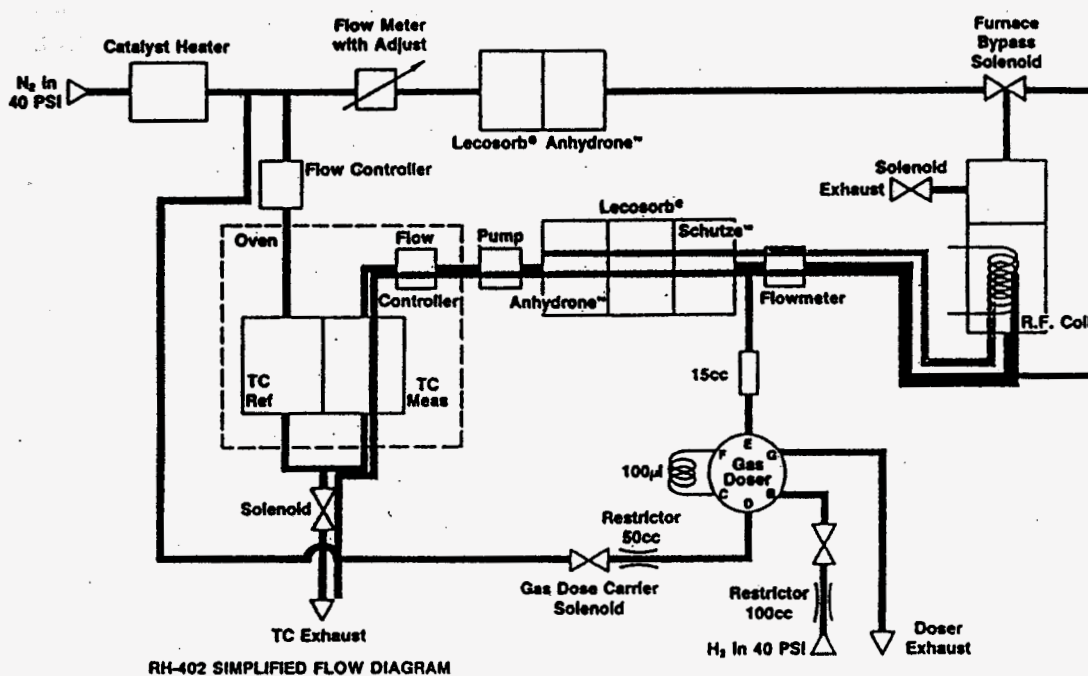 Flow Meter
with Adjust
Furnace
Bypass
Solenoid
Catalyst Heater
N₂ in
40 PSI
Lecosorb® Anhydrone™
Flow Controller
Solenoid
Exhaust
Lecosorb®
Schutze™
Oven
Flow
Controller
Pump
Anhydrone™
Flowmeter
R.F. Coil
TC
Ref
TC
Meas
15cc
100µl
F
E
G
Gas
Doser
C
D
B
Solenoid
Restrictor
50cc
Gas Dose Carrier
Solenoid
Restrictor
100cc
H₂ in 40 PSI
Doser
Exhaust
TC Exhaust
RH-402 SIMPLIFIED FLOW DIAGRAM